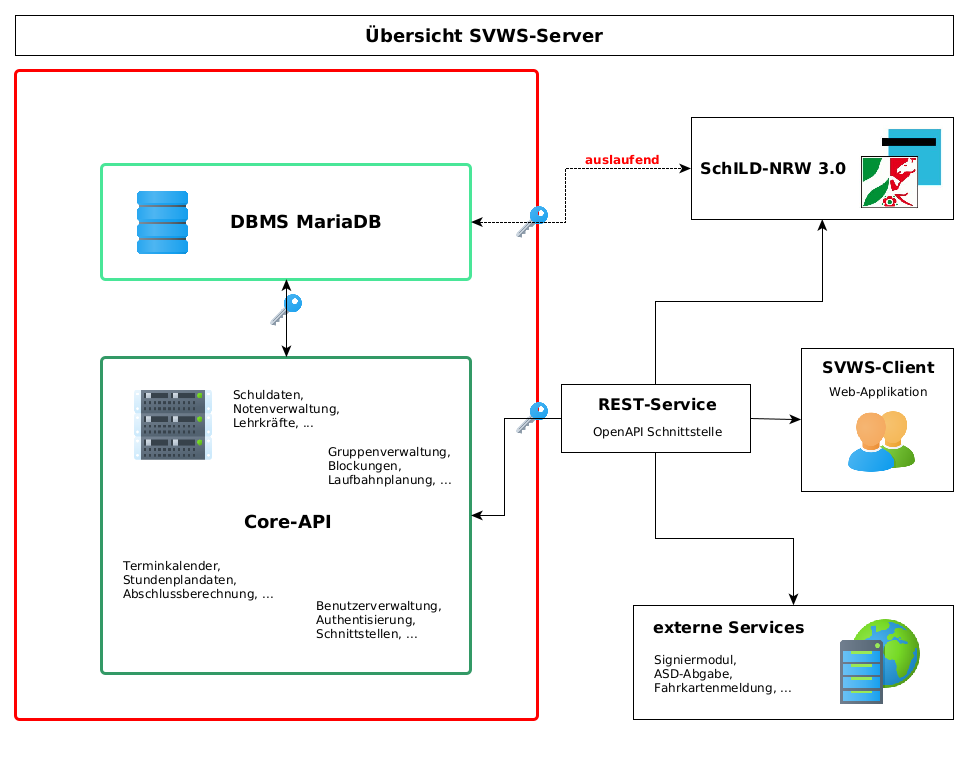 Übersicht SVWS-Server
auslaufend
SchILD-NRW 3.0
DBMS MariaDB
SVWS-Client
Web-Applikation
Schuldaten,
Notenverwaltung,
Lehrkräfte, ...
REST-Service
OpenAPI Schnittstelle
Gruppenverwaltung,
Blockungen,
Laufbahnplanung, ...
Core-API
Terminkalender,
Stundenplandaten,
Abschlussberechnung, ...
Benutzerverwaltung,
Authentisierung,
Schnittstellen, ...
externe Services
Signiermodul,
ASD-Abgabe,
Fahrkartenmeldung, ...